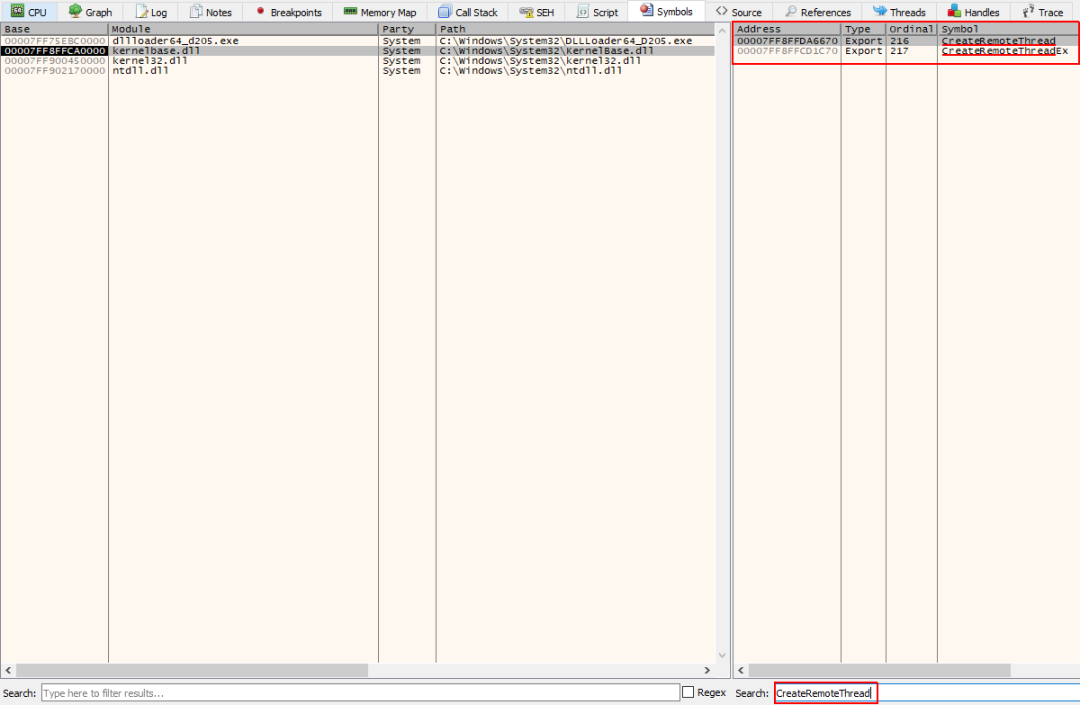 CPU Graph Log Notes Breakpoints Memory Map Call Stack SEH Script Symbols Source References Threads Handles Trace
Base Module Party Path
00007FF75EBC0000 dllloader64_d205.exe System C:\Windows\System32\DLLLoader64_D205.exe
00007FF8FFCA0000 kernelbase.dll System C:\Windows\System32\KernelBase.dll
00007FF900450000 kernel32.dll System C:\Windows\System32\kernel32.dll
00007FF902170000 ntdll.dll System C:\Windows\System32\ntdll.dll
Address Type Ordinal Symbol
00007FF8FFDA6670 Export 216 CreateRemoteThread
00007FF8FFCD1C70 Export 217 CreateRemoteThreadEx
Search: Type here to filter results... Regex Search: CreateRemoteThread